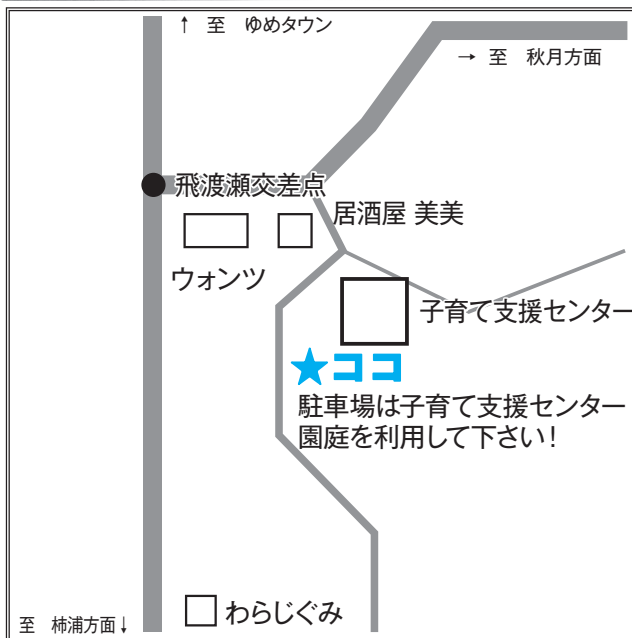 ↑ 至 ゆめタウン
→ 至 秋月方面
飛渡瀬交差点
居酒屋 美美
ウォンツ
子育て支援センター
★ココ
駐車場は子育て支援センター
園庭を利用して下さい!
わらじぐみ
至 柿浦方面↓